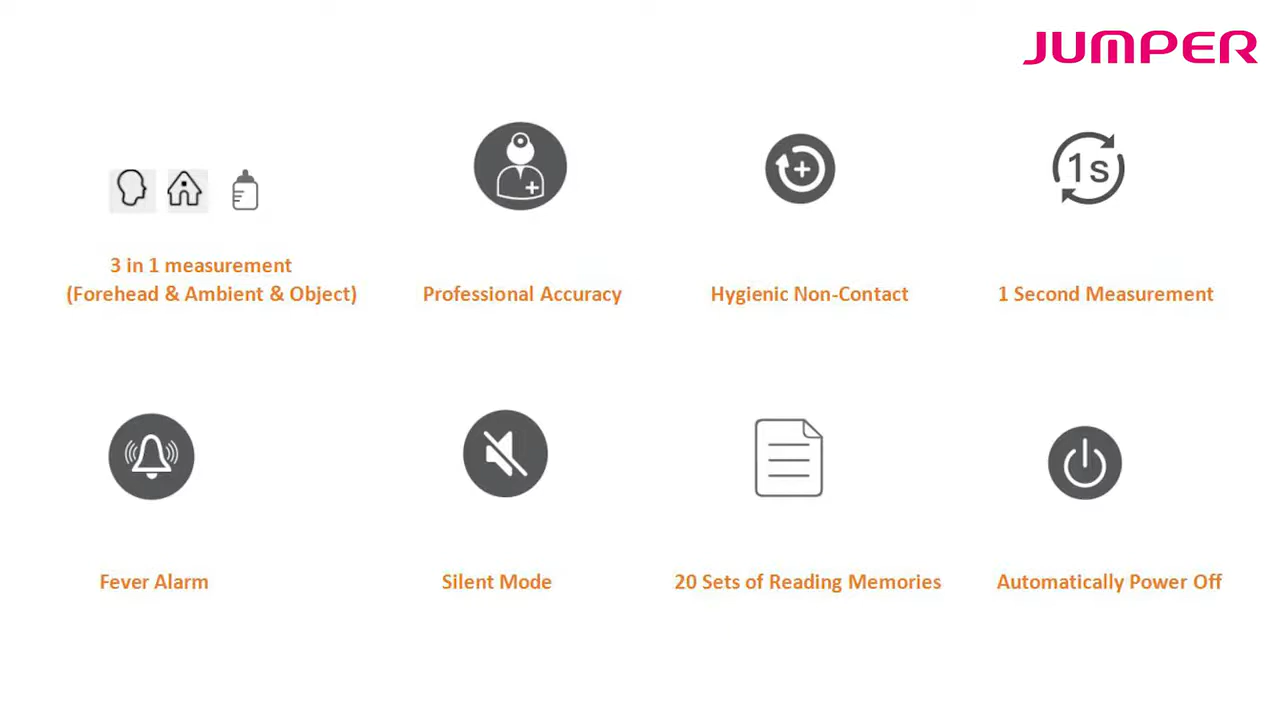 JUMPER
1s
3 in 1 measurement
(Forehead & Ambient & Object)
Professional Accuracy
Hygienic Non-Contact
1 Second Measurement
Fever Alarm
Silent Mode
20 Sets of Reading Memories
Automatically Power Off